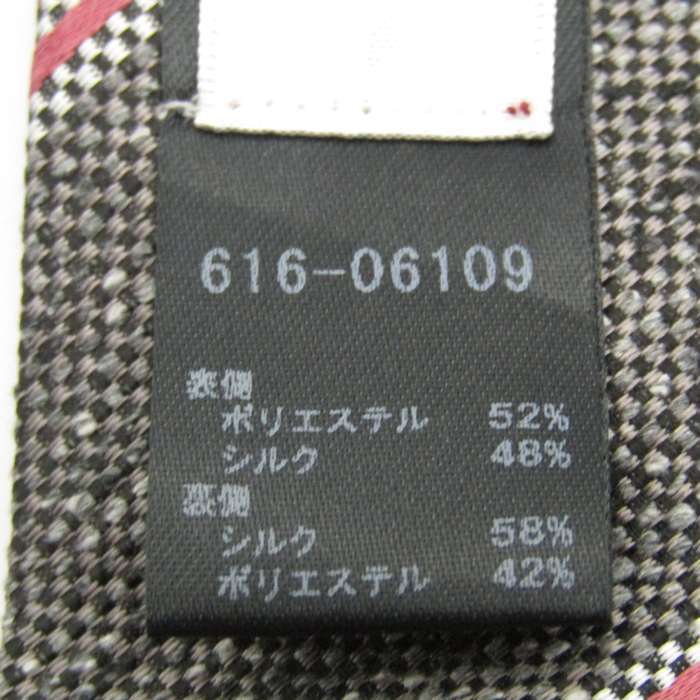 616-06109
表側
ポリエステル 52%
シルク 48%
裏側
シルク 58%
ポリエステル 42%